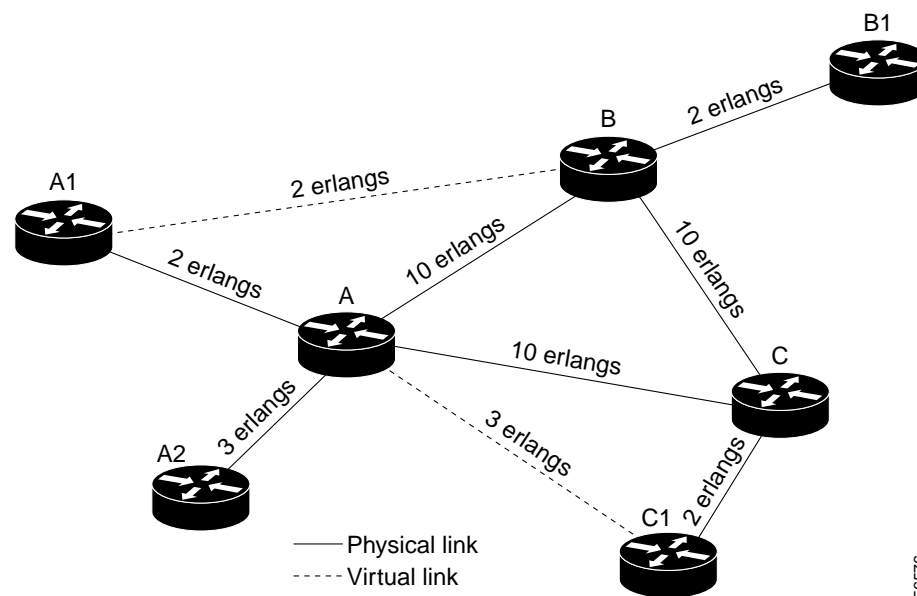 B1
2 erlangs
B
A1
2 erlangs
2 erlangs
10 erlangs
10 erlangs
A
10 erlangs
C
3 erlangs
3 erlangs
A2
2 erlangs
C1
Physical link
Virtual link